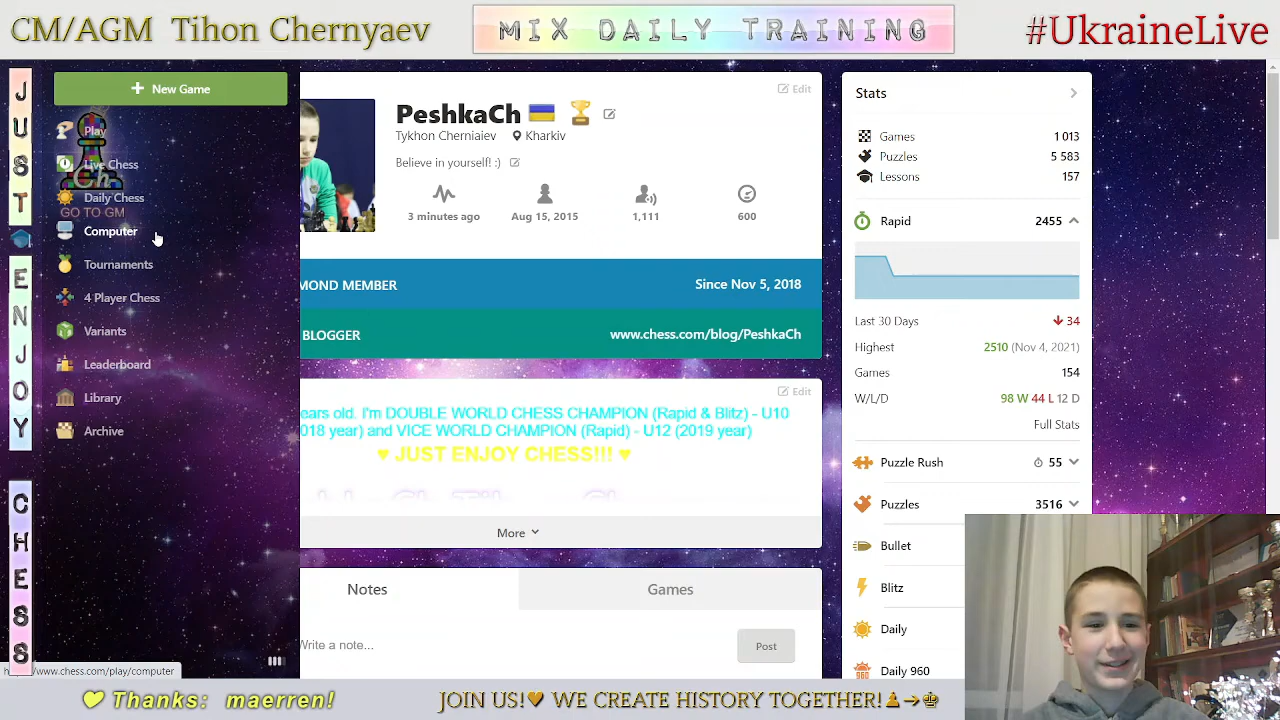 CM/AGM Tihon Chernyaev
MIX DAILY TRAINING
#UkraineLive
JUST
ENJOY
CHESS
New Game
Play
Live Chess
Daily Chess
GO TO GM
Computer
Tournaments
4 Player Chess
Variants
Leaderboard
Library
Archive
Edit
PeshkaCh
Tykhon Cherniaiev
Kharkiv
Believe in yourself! :)
3 minutes ago
Aug 15, 2015
1,111
600
MOND MEMBER
Since Nov 5, 2018
BLOGGER
www.chess.com/blog/PeshkaCh
Edit
ears old. I'm DOUBLE WORLD CHESS CHAMPION (Rapid & Blitz) - U10
018 year) and VICE WORLD CHAMPION (Rapid) - U12 (2019 year)
♥ JUST ENJOY CHESS!!! ♥
More
Notes
Games
Write a note...
Post
Stats
Games 1 013
Puzzles 5 583
Lessons 157
Rapid 2455
Last 30 Days 34
Highest 2510 (Nov 4, 2021)
Games 154
W/L/D 98 W 44 L 12 D
Full Stats
Puzzle Rush 55
Puzzles 3516
Bullet
Blitz
Daily
Daily 960
www.chess.com/play/computer
Thanks: maerren!
JOIN US!🧡 WE CREATE HISTORY TOGETHER!♟→♚